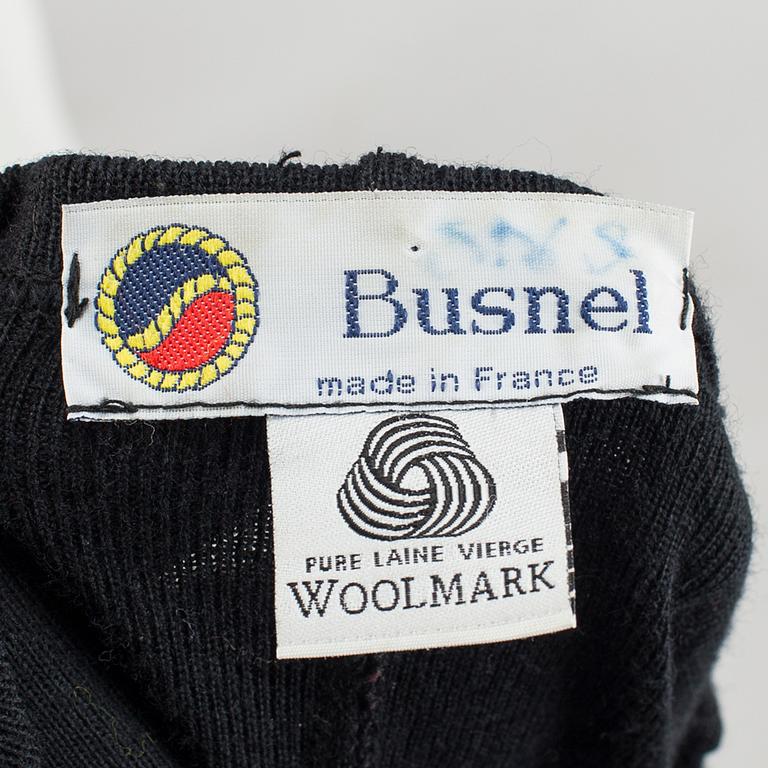 Busnel
made in France
PURE LAINE VIERGE
WOOLMARK